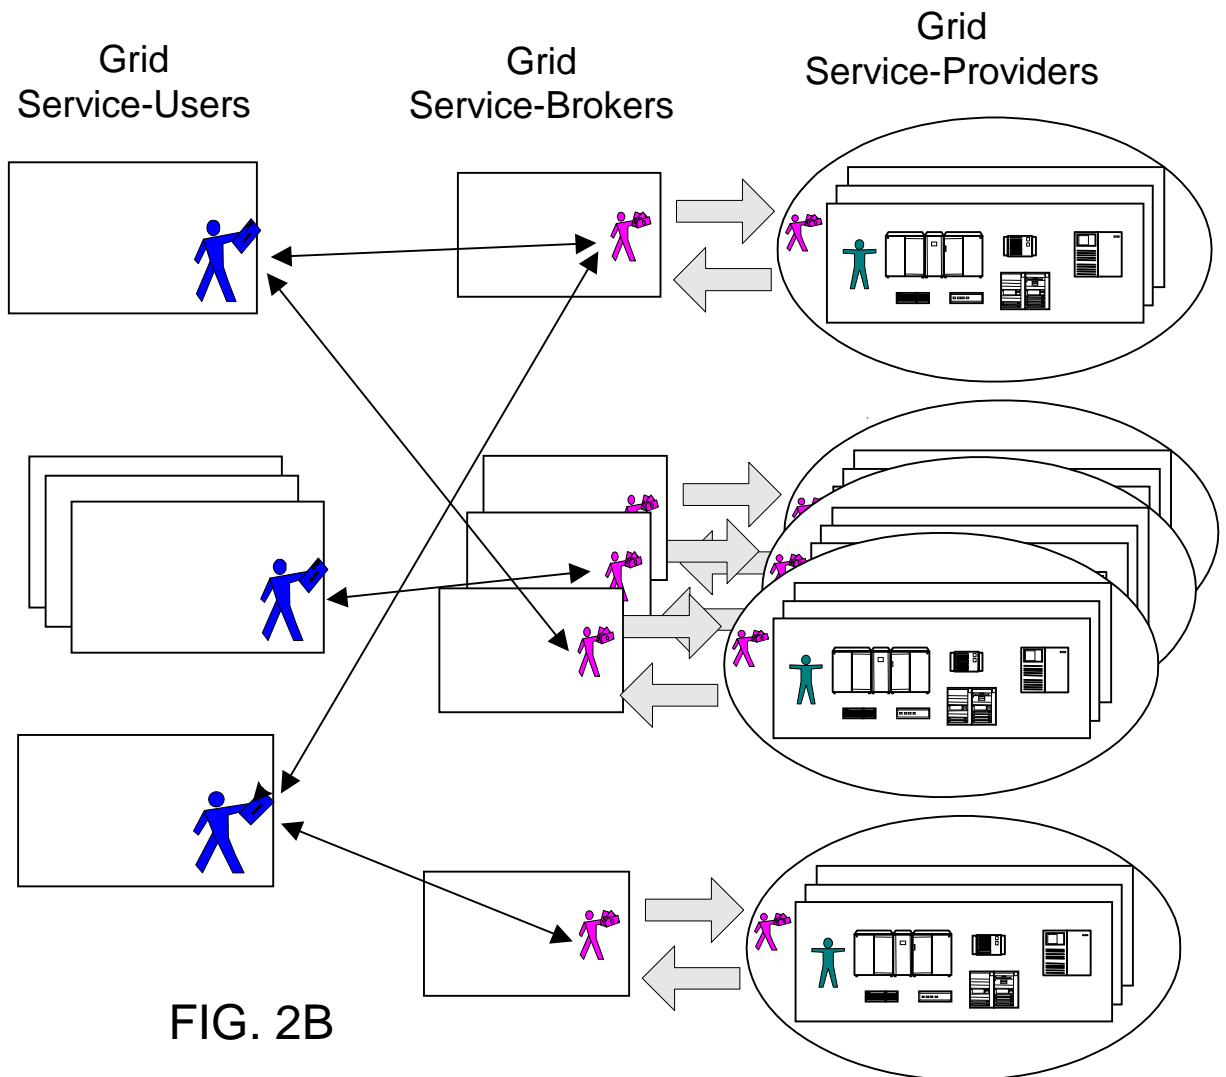 Grid
Service-Users
Grid
Service-Brokers
Grid
Service-Providers
FIG. 2B